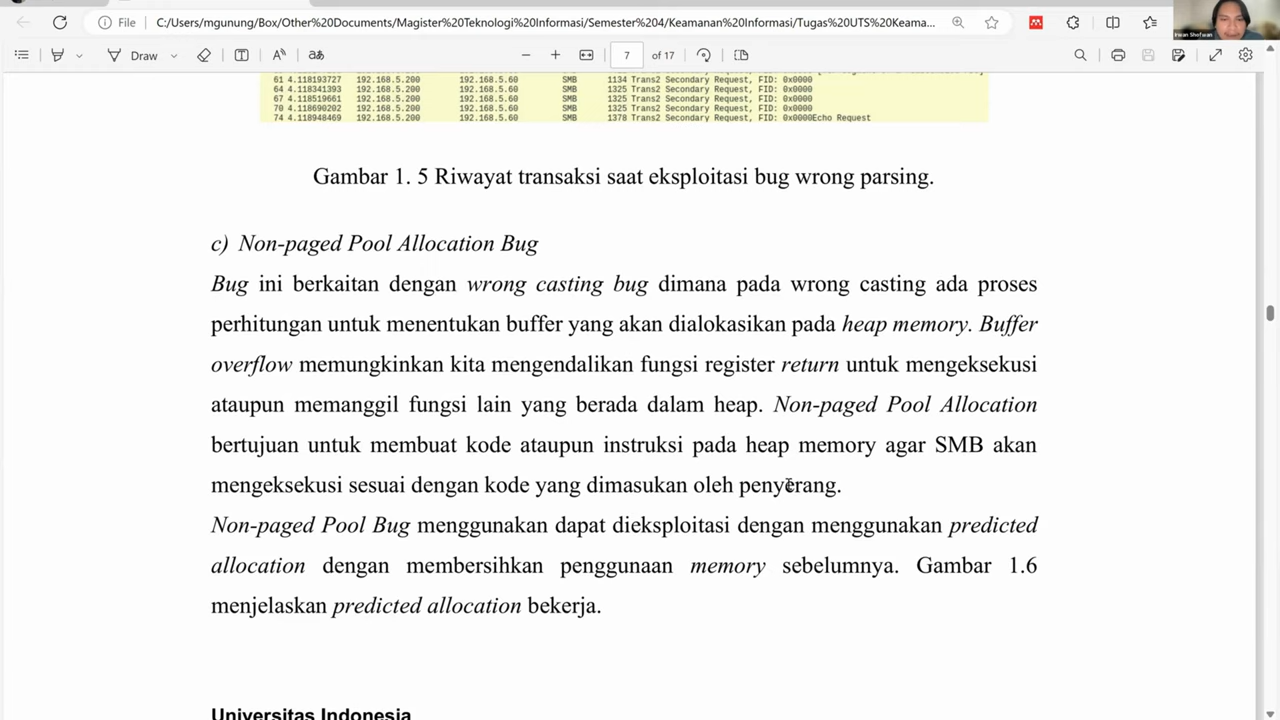 File
C:/Users/mgunung/Box/Other%20Documents/Magister%20Teknologi%20Informasi/Semester%204/Keamanan%20Informasi/Tugas%20UTS%20Keama...
Irwan Shofwan
Draw
7 of 17
61 4.118193727 192.168.5.200 192.168.5.60 SMB 1134 Trans2 Secondary Request, FID: 0x0000
64 4.118341393 192.168.5.200 192.168.5.60 SMB 1325 Trans2 Secondary Request, FID: 0x0000
67 4.118519661 192.168.5.200 192.168.5.60 SMB 1325 Trans2 Secondary Request, FID: 0x0000
70 4.118690202 192.168.5.200 192.168.5.60 SMB 1325 Trans2 Secondary Request, FID: 0x0000
74 4.118948469 192.168.5.200 192.168.5.60 SMB 1378 Trans2 Secondary Request, FID: 0x0000Echo Request
Gambar 1. 5 Riwayat transaksi saat eksploitasi bug wrong parsing.
c) Non-paged Pool Allocation Bug
Bug ini berkaitan dengan wrong casting bug dimana pada wrong casting ada proses
perhitungan untuk menentukan buffer yang akan dialokasikan pada heap memory. Buffer
overflow memungkinkan kita mengendalikan fungsi register return untuk mengeksekusi
ataupun memanggil fungsi lain yang berada dalam heap. Non-paged Pool Allocation
bertujuan untuk membuat kode ataupun instruksi pada heap memory agar SMB akan
mengeksekusi sesuai dengan kode yang dimasukan oleh penyerang.
Non-paged Pool Bug menggunakan dapat dieksploitasi dengan menggunakan predicted
allocation dengan membersihkan penggunaan memory sebelumnya. Gambar 1.6
menjelaskan predicted allocation bekerja.
Universitas Indonesia